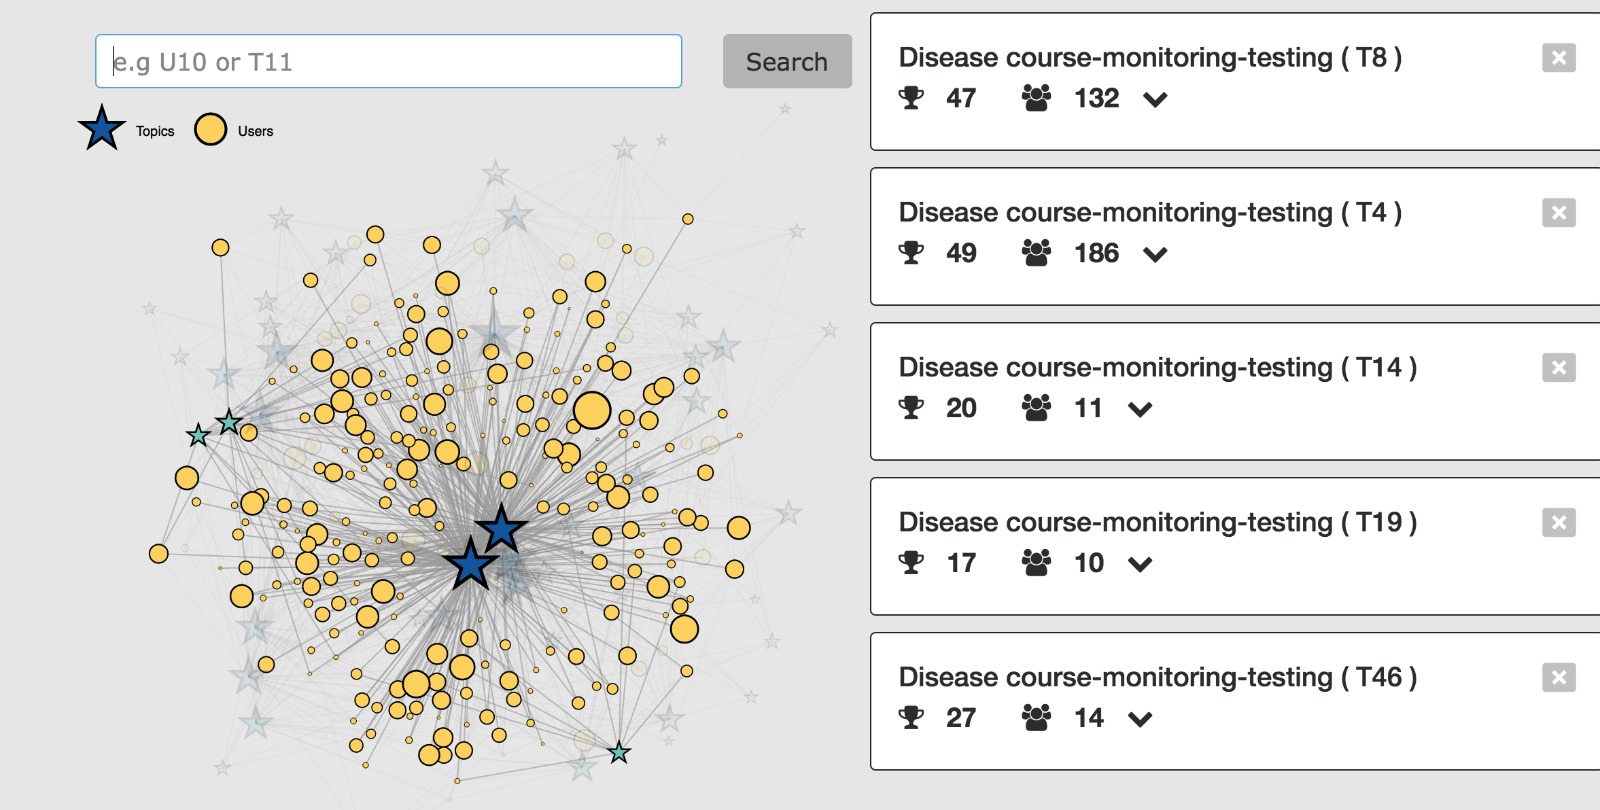 e.g U10 or T11
Search
Topics
Users
Disease course-monitoring-testing ( T8 )
47
132
Disease course-monitoring-testing ( T4 )
49
186
Disease course-monitoring-testing ( T14 )
20
11
Disease course-monitoring-testing ( T19 )
17
10
Disease course-monitoring-testing ( T46 )
27
14